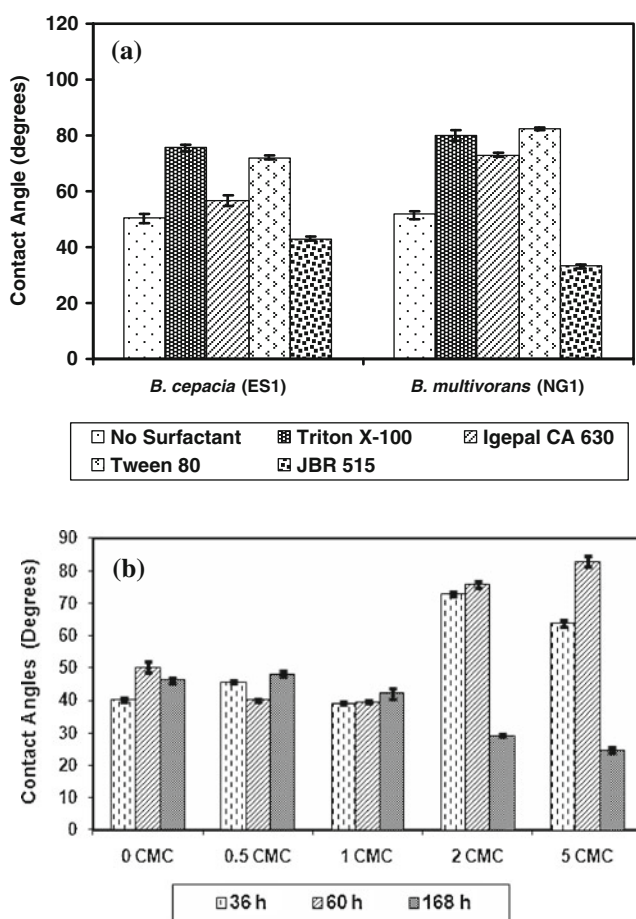 (a)
Contact Angle (degrees)
120
100
80
60
40
20
0
B. cepacia (ES1) B. multivorans (NG1)
No Surfactant Triton X-100 Igepal CA 630
Tween 80 JBR 515
(b)
Contact Angles (Degrees)
90
80
70
60
50
40
30
20
10
0
0 CMC 0.5 CMC 1 CMC 2 CMC 5 CMC
36 h 60 h 168 h